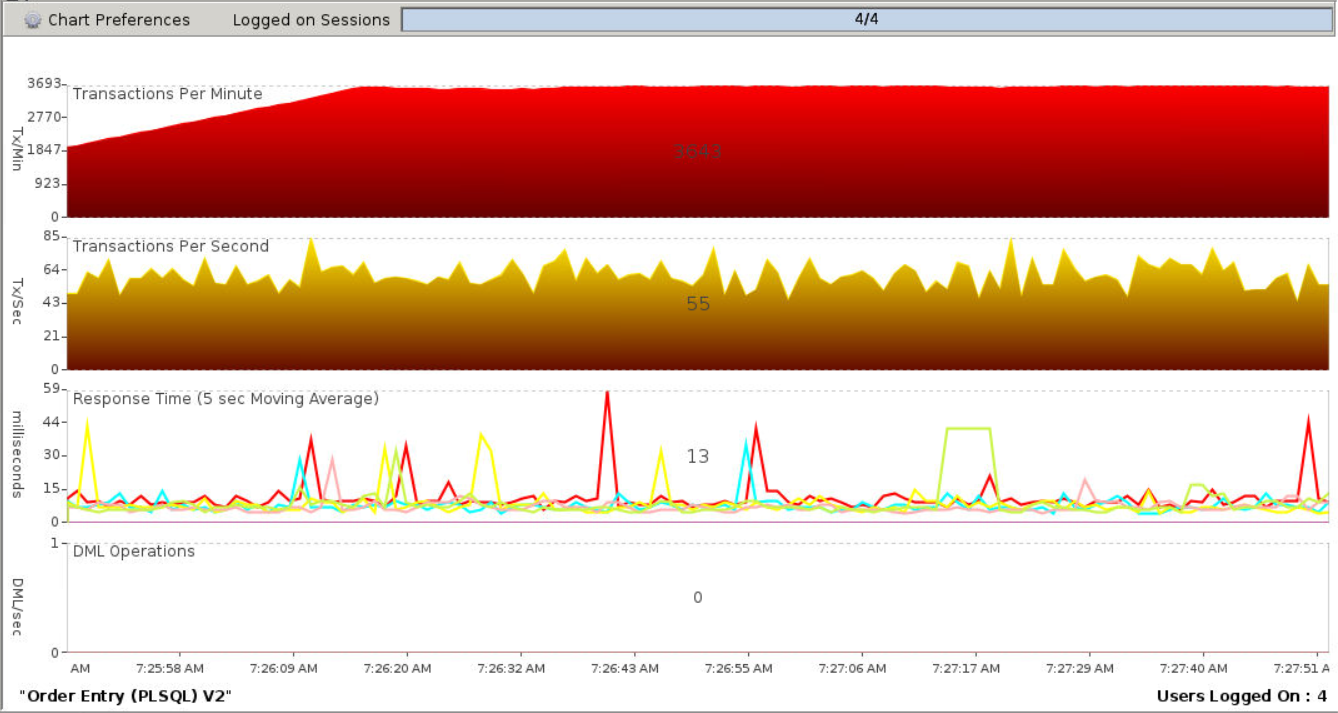 Chart Preferences Logged on Sessions 4/4
3693
2770
1847
923
0
Tx/Min
Transactions Per Minute
3643
85
64
43
21
0
Tx/Sec
Transactions Per Second
55
59
44
30
15
0
milliseconds
Response Time (5 sec Moving Average)
13
1
0
DML/sec
DML Operations
0
AM 7:25:58 AM 7:26:09 AM 7:26:20 AM 7:26:32 AM 7:26:43 AM 7:26:55 AM 7:27:06 AM 7:27:17 AM 7:27:29 AM 7:27:40 AM 7:27:51 A
"Order Entry (PLSQL) V2" Users Logged On : 4